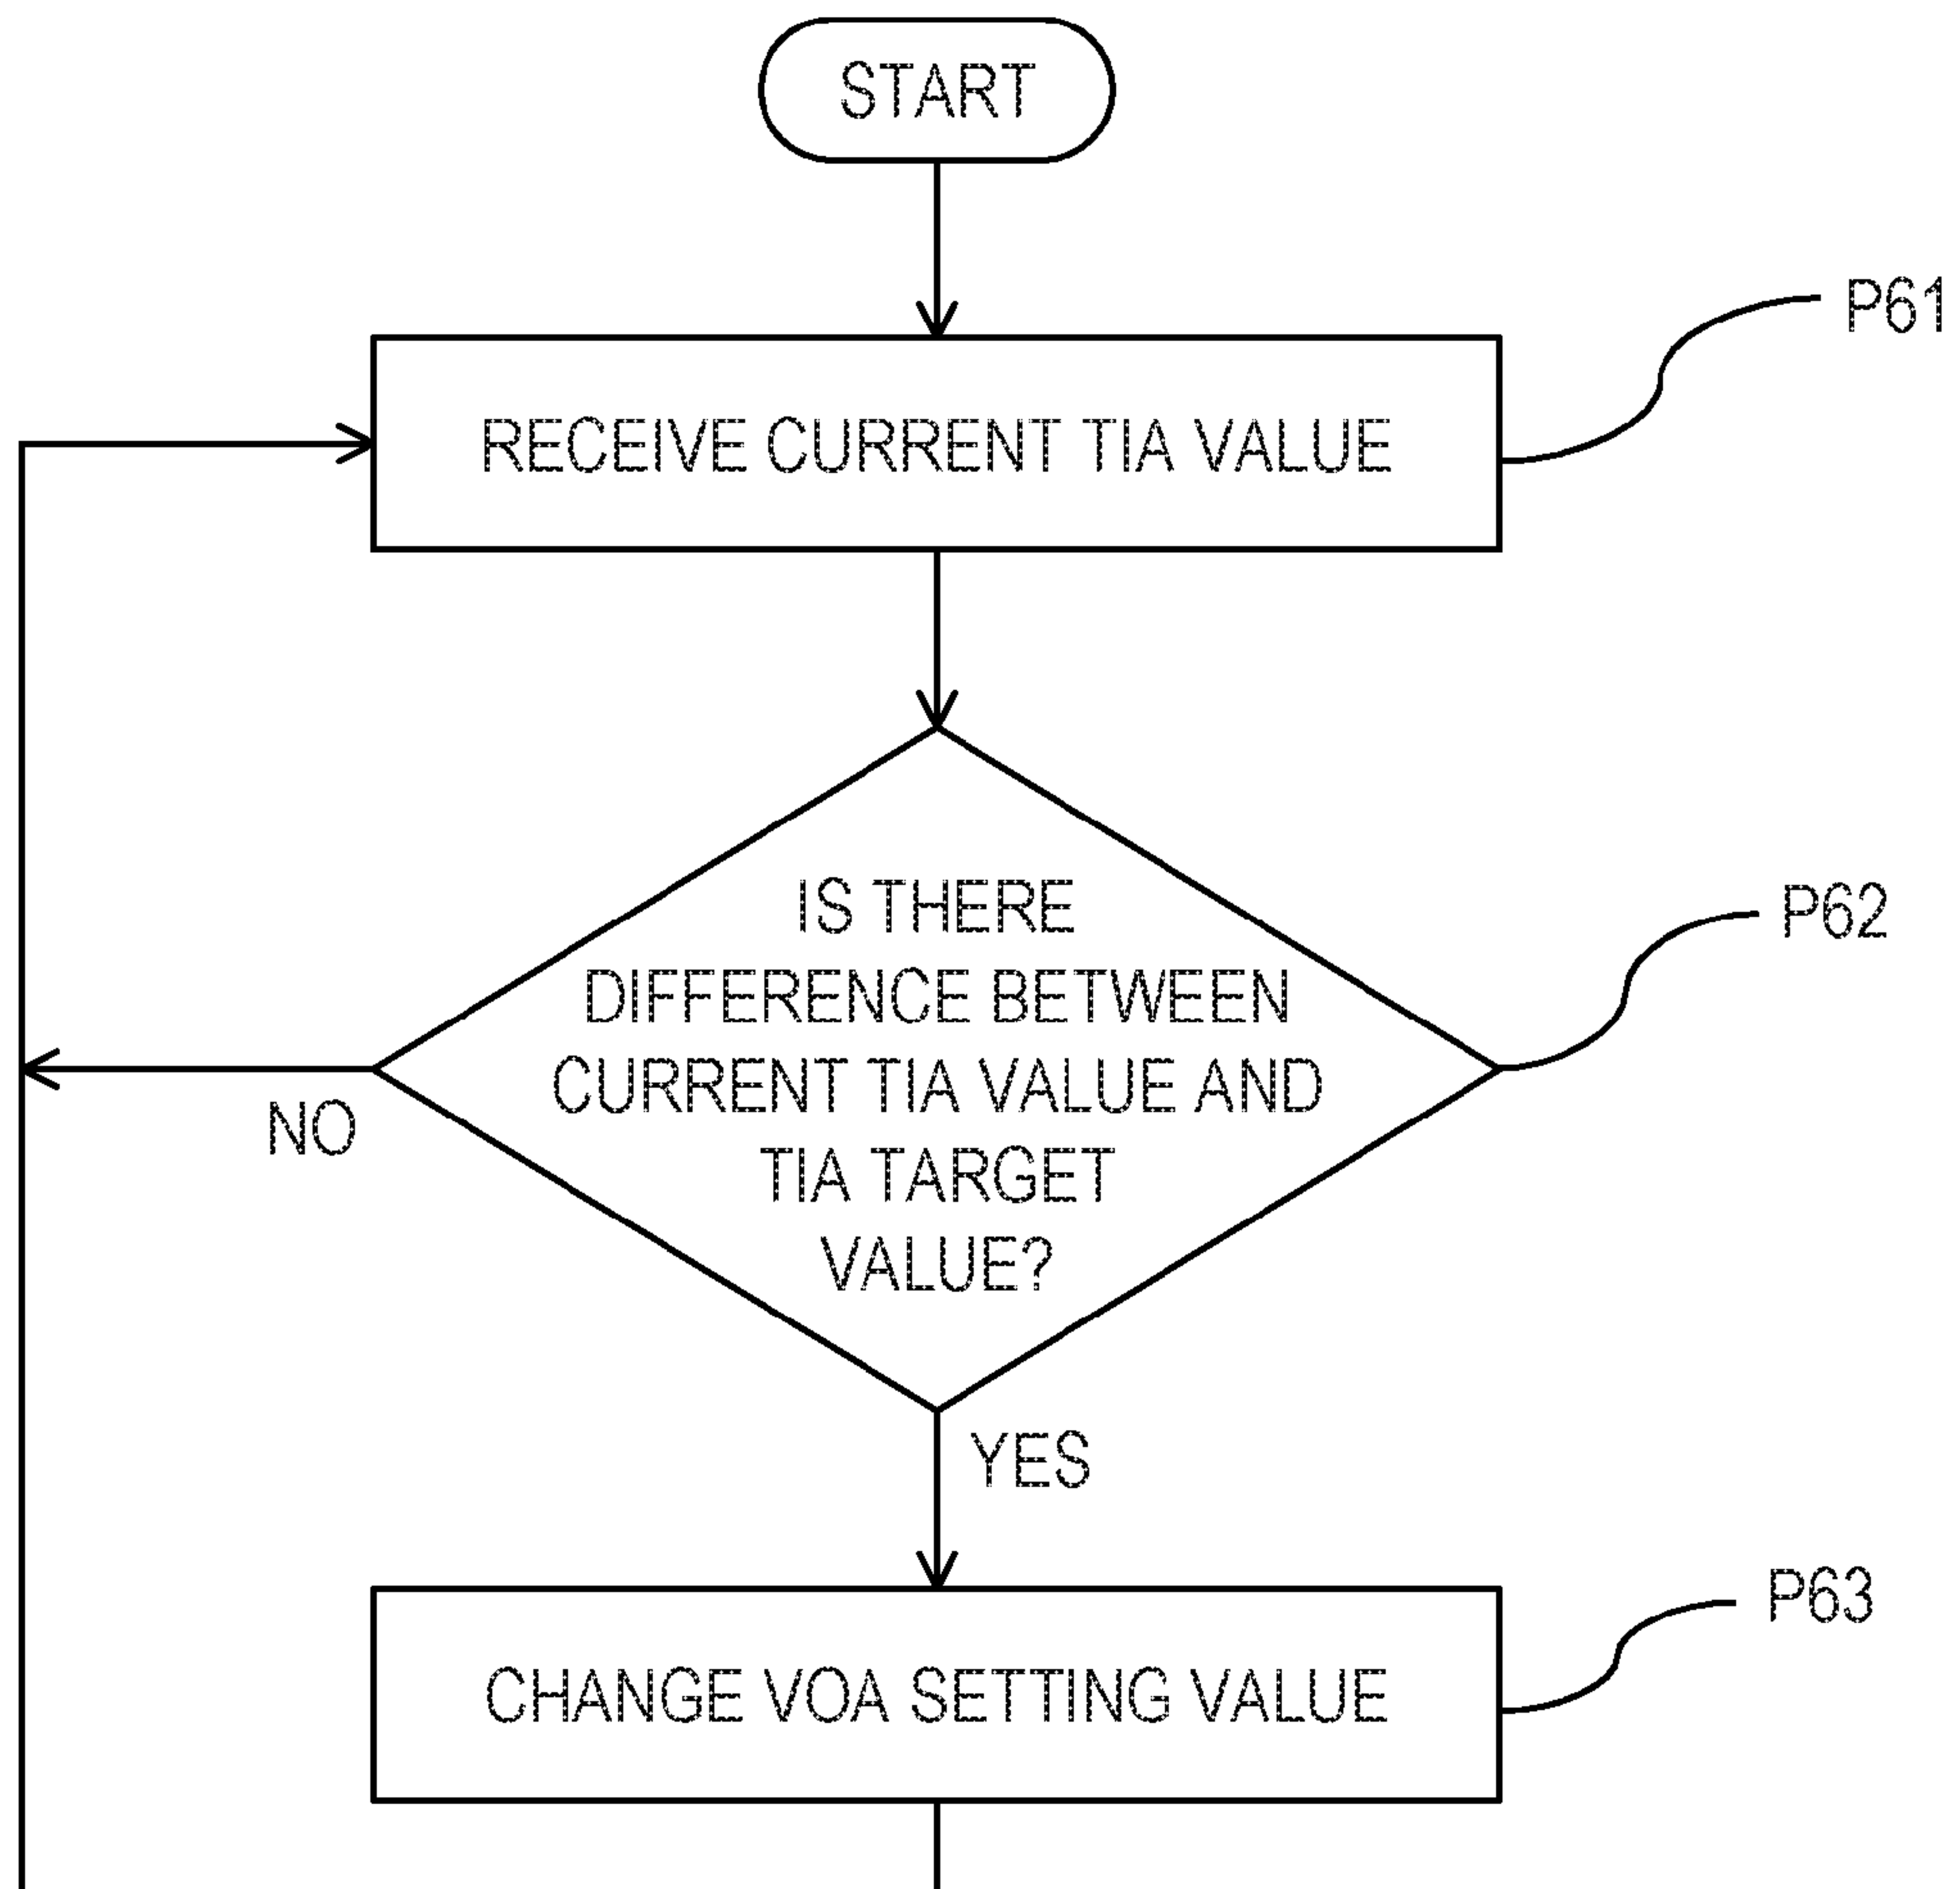 START
P61
RECEIVE CURRENT TIA VALUE
IS THERE
P62
DIFFERENCE BETWEEN
CURRENT TIA VALUE AND
NO
TIA TARGET
VALUE?
YES
P63
CHANGE VOA SETTING VALUE